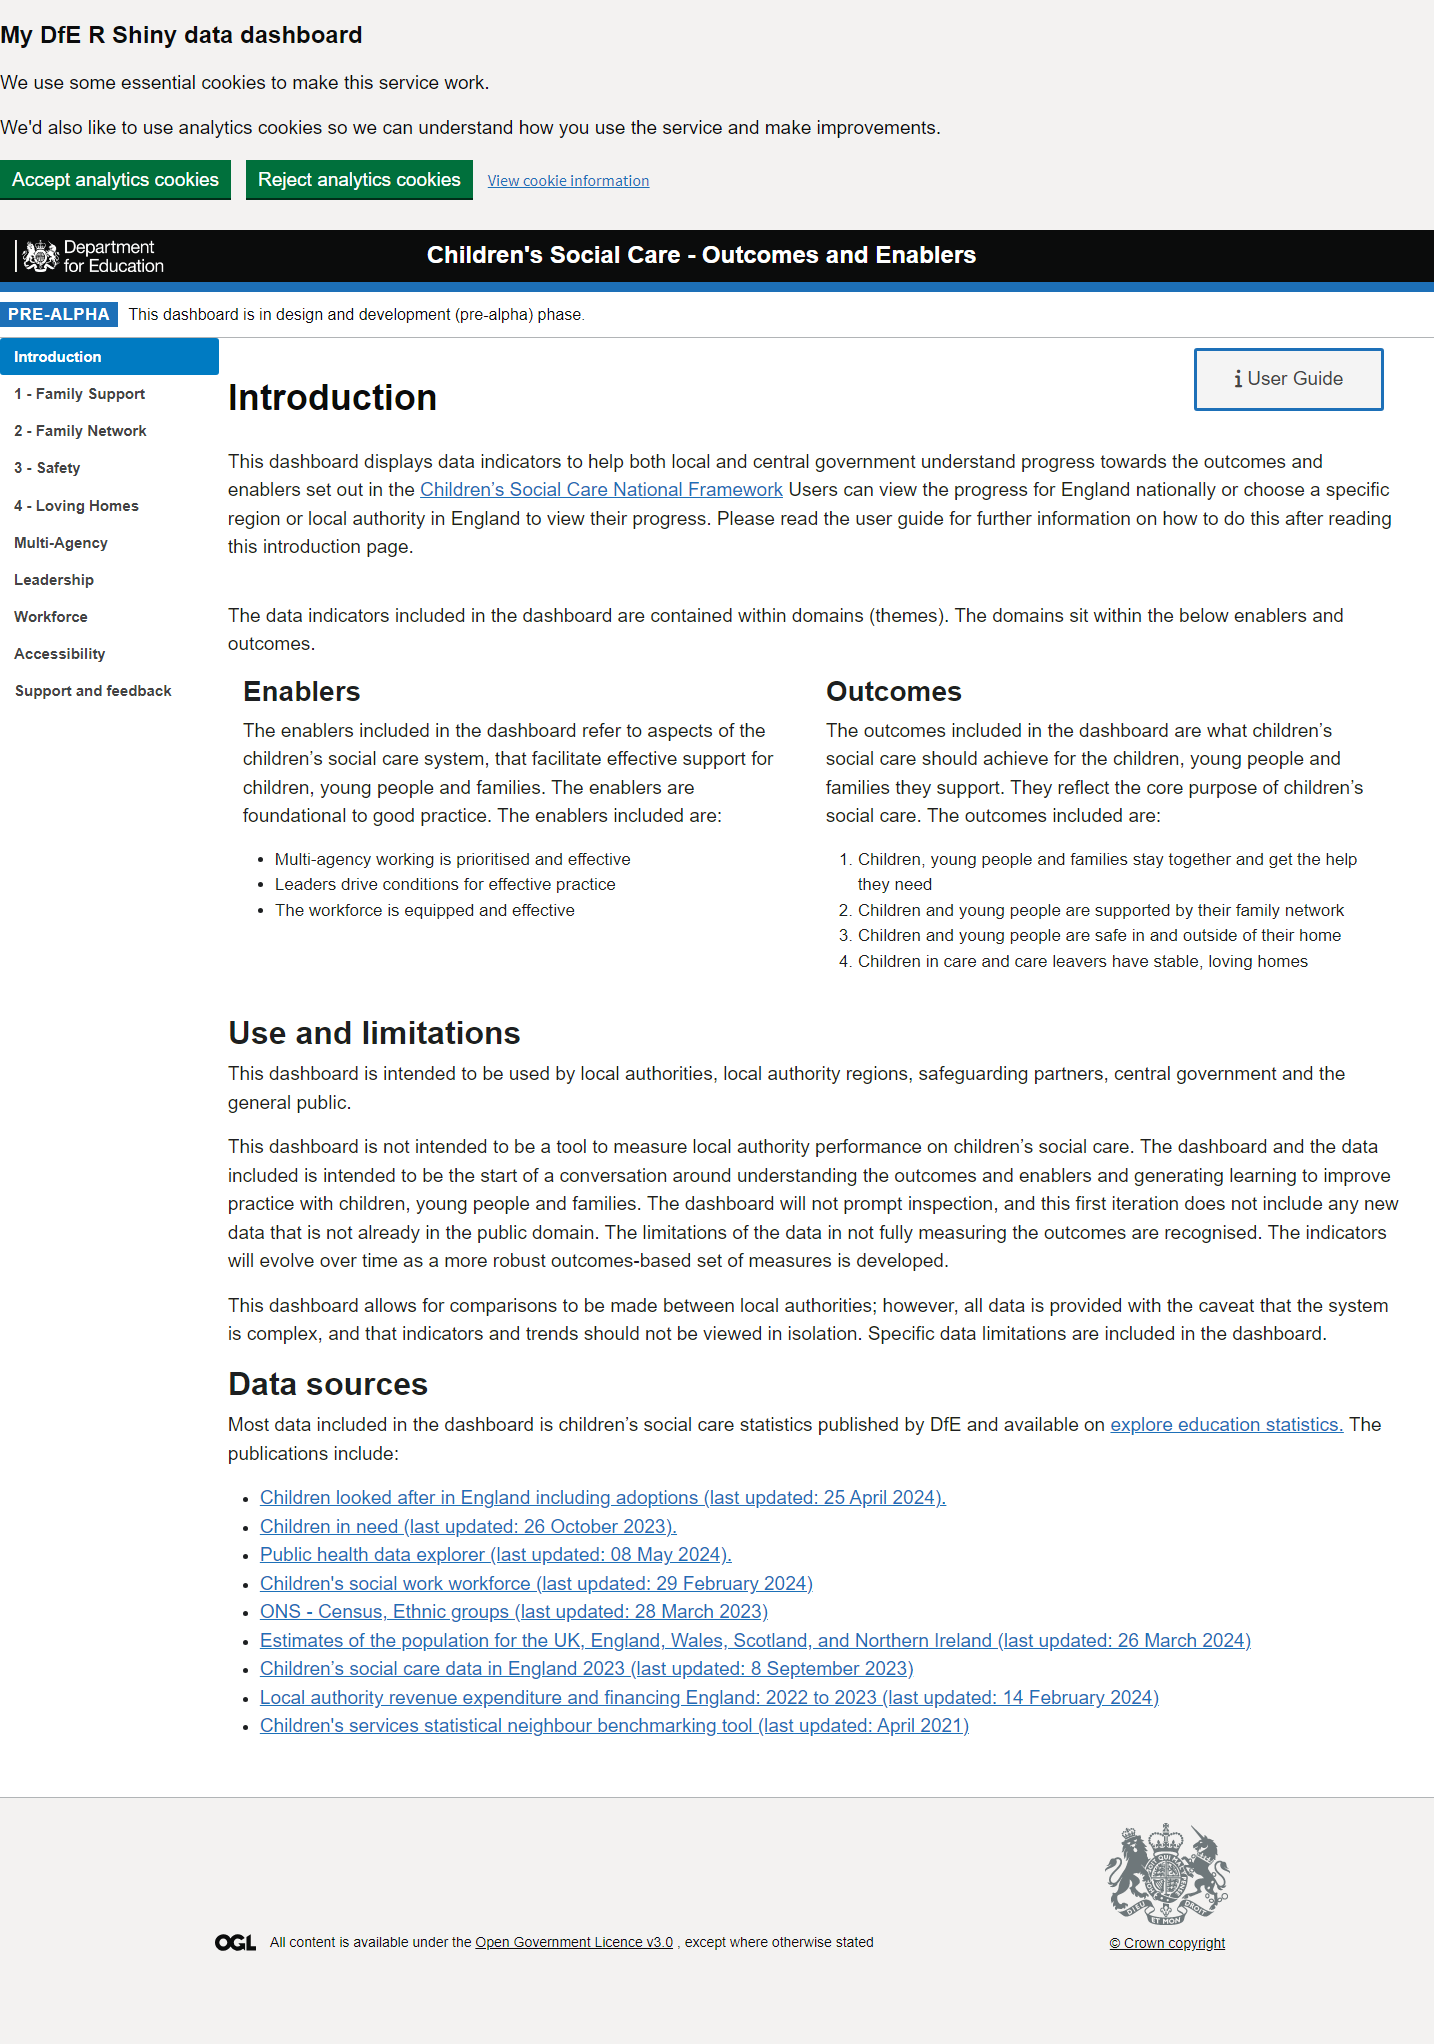 My DfE R Shiny data dashboard
We use some essential cookies to make this service work.
We'd also like to use analytics cookies so we can understand how you use the service and make improvements.
Accept analytics cookies Reject analytics cookies View cookie information
Department
for Education
Children's Social Care - Outcomes and Enablers
PRE-ALPHA This dashboard is in design and development (pre-alpha) phase.
Introduction
1 - Family Support
2 - Family Network
3 - Safety
4 - Loving Homes
Multi-Agency
Leadership
Workforce
Accessibility
Support and feedback
User Guide
Introduction
This dashboard displays data indicators to help both local and central government understand progress towards the outcomes and
enablers set out in the Children’s Social Care National Framework Users can view the progress for England nationally or choose a specific
region or local authority in England to view their progress. Please read the user guide for further information on how to do this after reading
this introduction page.
The data indicators included in the dashboard are contained within domains (themes). The domains sit within the below enablers and
outcomes.
Enablers
The enablers included in the dashboard refer to aspects of the
children’s social care system, that facilitate effective support for
children, young people and families. The enablers are
foundational to good practice. The enablers included are:
• Multi-agency working is prioritised and effective
• Leaders drive conditions for effective practice
• The workforce is equipped and effective
Outcomes
The outcomes included in the dashboard are what children’s
social care should achieve for the children, young people and
families they support. They reflect the core purpose of children’s
social care. The outcomes included are:
1. Children, young people and families stay together and get the help
they need
2. Children and young people are supported by their family network
3. Children and young people are safe in and outside of their home
4. Children in care and care leavers have stable, loving homes
Use and limitations
This dashboard is intended to be used by local authorities, local authority regions, safeguarding partners, central government and the
general public.
This dashboard is not intended to be a tool to measure local authority performance on children’s social care. The dashboard and the data
included is intended to be the start of a conversation around understanding the outcomes and enablers and generating learning to improve
practice with children, young people and families. The dashboard will not prompt inspection, and this first iteration does not include any new
data that is not already in the public domain. The limitations of the data in not fully measuring the outcomes are recognised. The indicators
will evolve over time as a more robust outcomes-based set of measures is developed.
This dashboard allows for comparisons to be made between local authorities; however, all data is provided with the caveat that the system
is complex, and that indicators and trends should not be viewed in isolation. Specific data limitations are included in the dashboard.
Data sources
Most data included in the dashboard is children’s social care statistics published by DfE and available on explore education statistics. The
publications include:
• Children looked after in England including adoptions (last updated: 25 April 2024).
• Children in need (last updated: 26 October 2023).
• Public health data explorer (last updated: 08 May 2024).
• Children's social work workforce (last updated: 29 February 2024)
• ONS - Census, Ethnic groups (last updated: 28 March 2023)
• Estimates of the population for the UK, England, Wales, Scotland, and Northern Ireland (last updated: 26 March 2024)
• Children’s social care data in England 2023 (last updated: 8 September 2023)
• Local authority revenue expenditure and financing England: 2022 to 2023 (last updated: 14 February 2024)
• Children's services statistical neighbour benchmarking tool (last updated: April 2021)
DIEU ET MON DROIT
OGL All content is available under the Open Government Licence v3.0 , except where otherwise stated
© Crown copyright